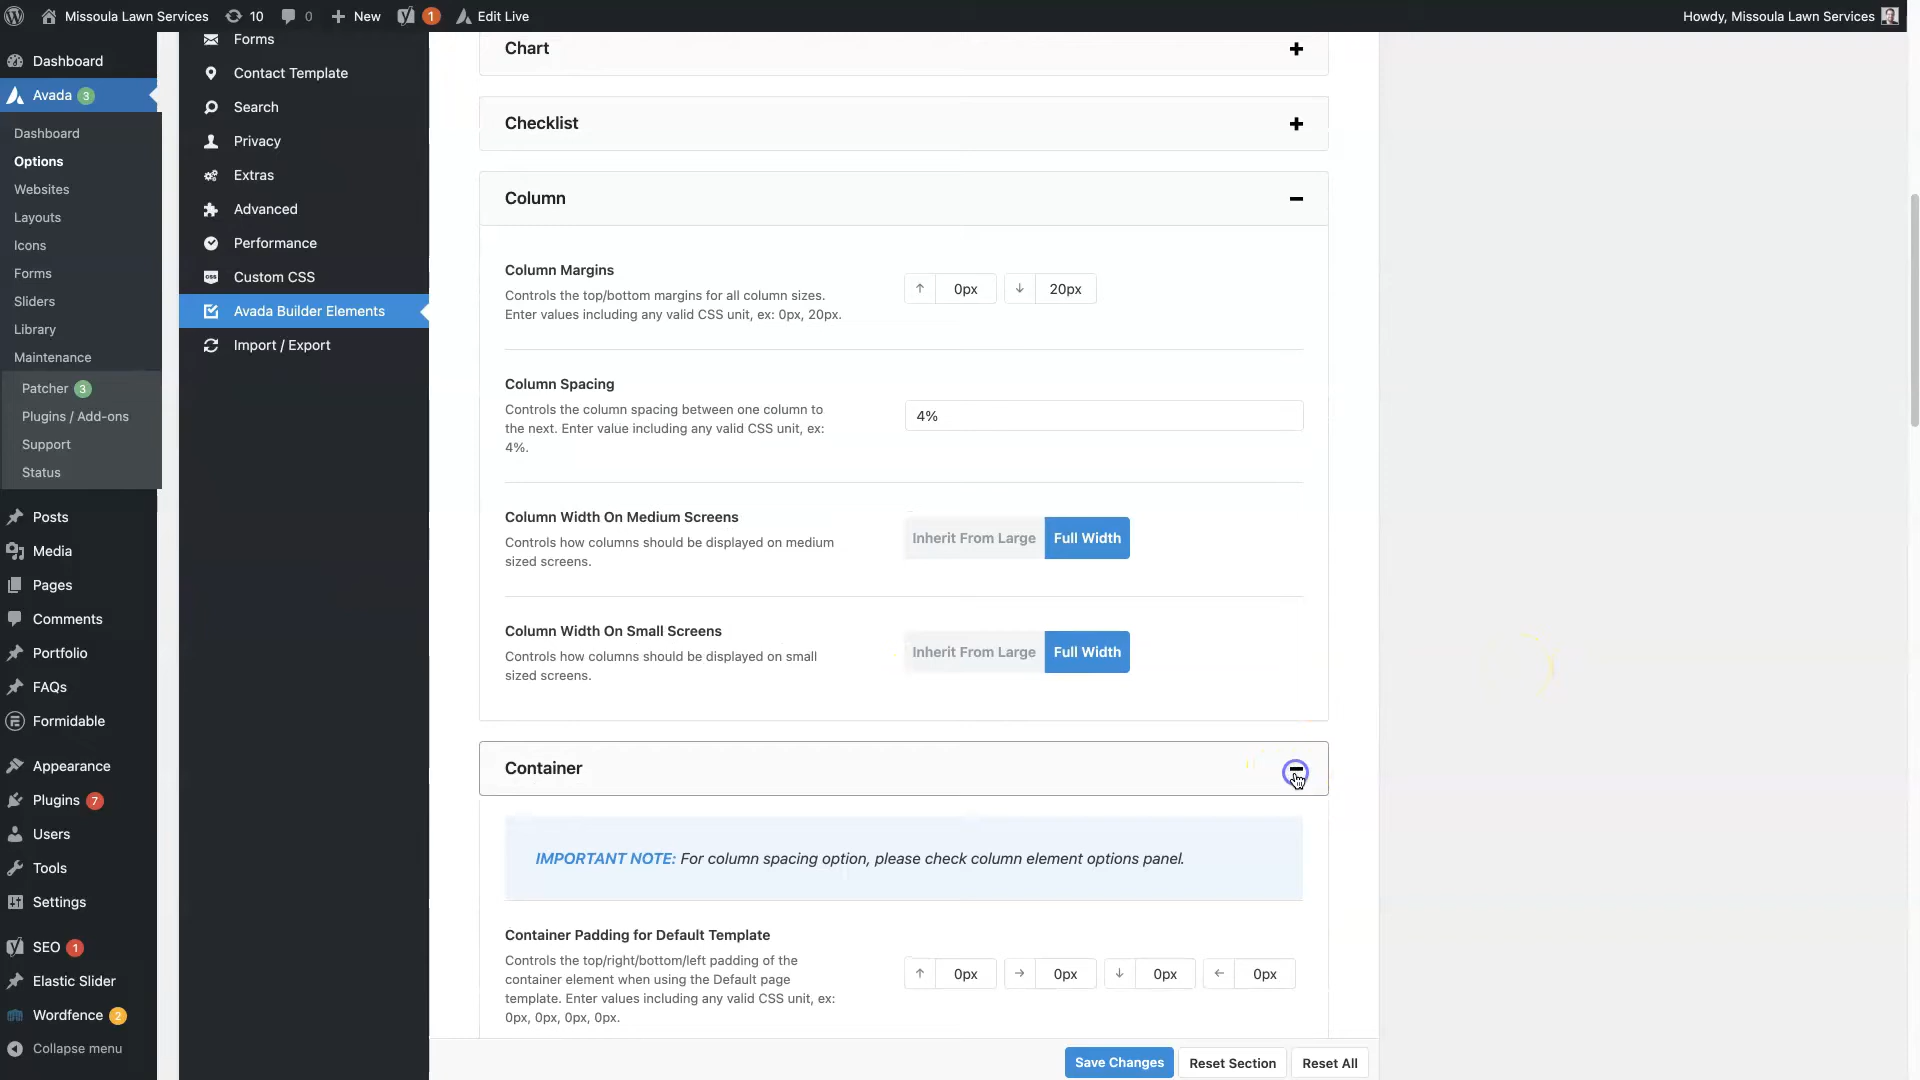 Missoula Lawn Services
10
0
New
1
Edit Live
Howdy, Missoula Lawn Services
Dashboard
Avada 3
Dashboard
Options
Websites
Layouts
Icons
Forms
Sliders
Library
Maintenance
Patcher 3
Plugins / Add-ons
Support
Status
Posts
Media
Pages
Comments
Portfolio
FAQs
Formidable
Appearance
Plugins 7
Users
Tools
Settings
SEO 1
Elastic Slider
Wordfence 2
Collapse menu
Forms
Contact Template
Search
Privacy
Extras
Advanced
Performance
CSS Custom CSS
Avada Builder Elements
Import / Export
Chart
Checklist
Column
Column Margins
Controls the top/bottom margins for all column sizes.
Enter values including any valid CSS unit, ex: 0px, 20px.
0px 20px
Column Spacing
Controls the column spacing between one column to
the next. Enter value including any valid CSS unit, ex:
4%.
4%
Column Width On Medium Screens
Controls how columns should be displayed on medium
sized screens.
Inherit From Large Full Width
Column Width On Small Screens
Controls how columns should be displayed on small
sized screens.
Inherit From Large Full Width
Container
IMPORTANT NOTE: For column spacing option, please check column element options panel.
Container Padding for Default Template
Controls the top/right/bottom/left padding of the
container element when using the Default page
template. Enter values including any valid CSS unit, ex:
0px, 0px, 0px, 0px.
0px 0px 0px 0px
Save Changes Reset Section Reset All